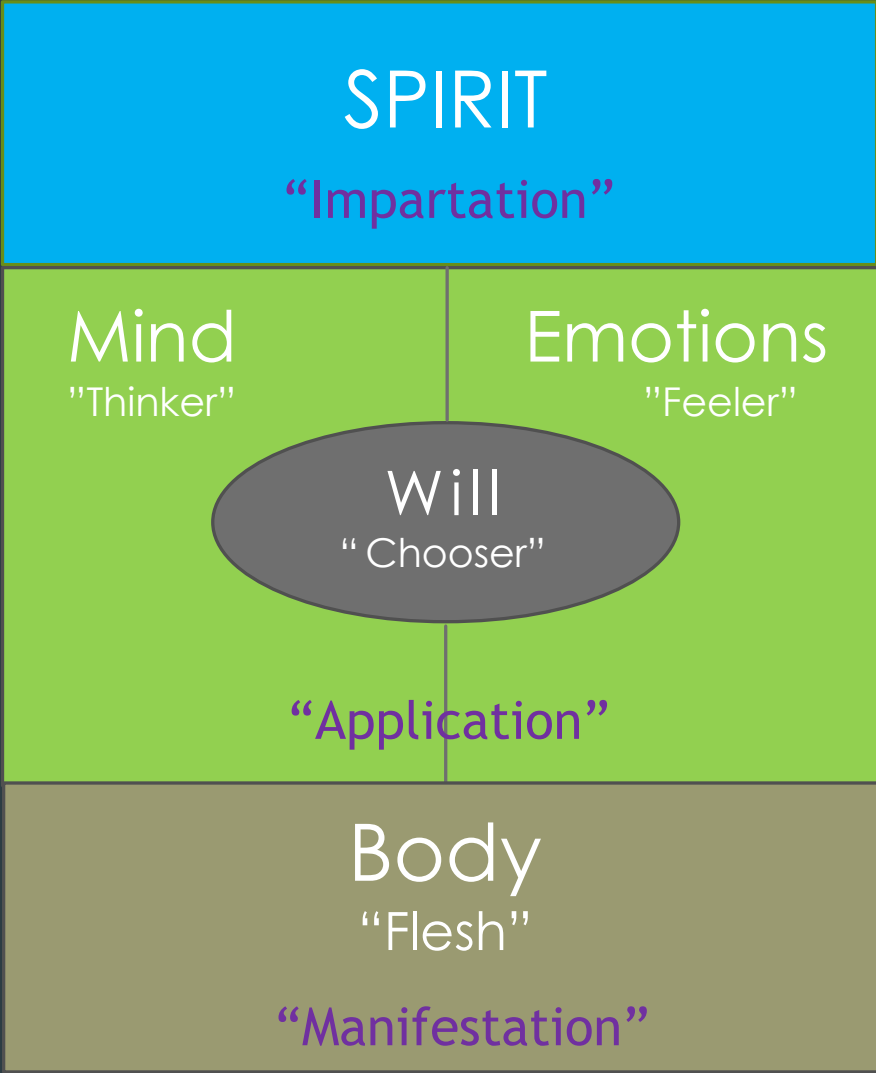 SPIRIT
“Impartation”
Mind
”Thinker”
Emotions
”Feeler”
Will
“ Chooser”
“Application”
Body
“Flesh”
“Manifestation”